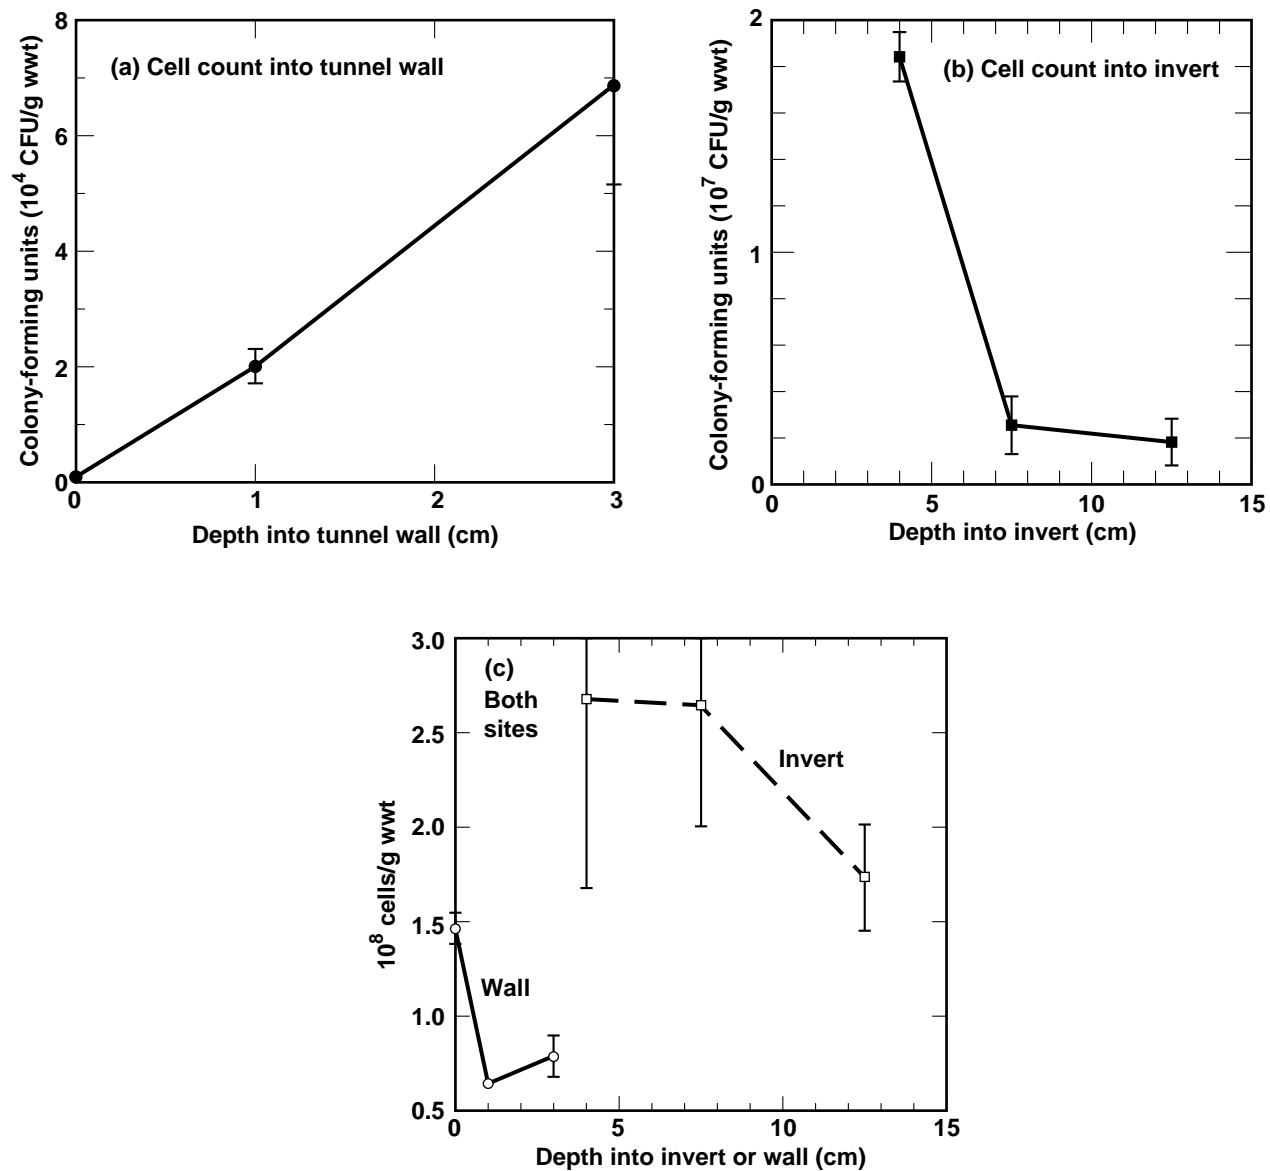 (a) Cell count into tunnel wall
Colony-forming units (10^4 CFU/g wwt)
8
6
4
2
0
0 1 2 3
Depth into tunnel wall (cm)
(b) Cell count into invert
Colony-forming units (10^7 CFU/g wwt)
2
1
0
0 5 10 15
Depth into invert (cm)
(c)
Both
sites
Invert
Wall
10^8 cells/g wwt
3.0
2.5
2.0
1.5
1.0
0.5
0 5 10 15
Depth into invert or wall (cm)